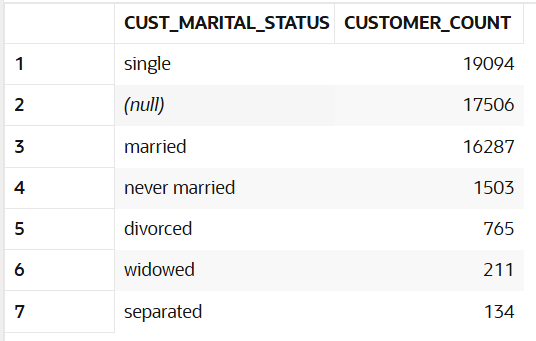 CUST_MARITAL_STATUS CUSTOMER_COUNT
1 single 19094
2 (null) 17506
3 married 16287
4 never married 1503
5 divorced 765
6 widowed 211
7 separated 134